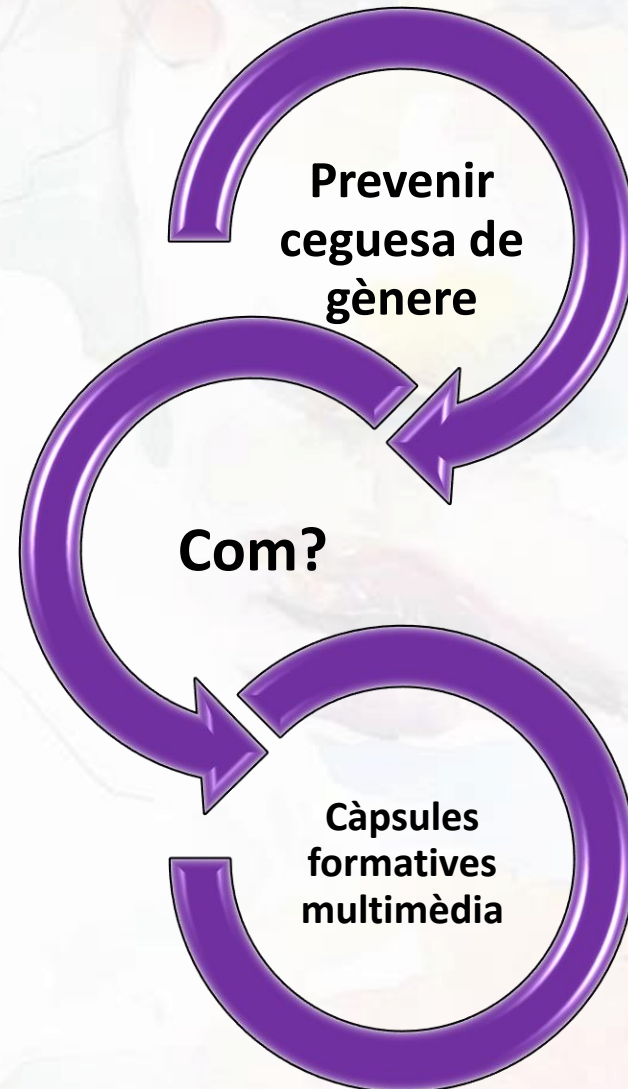 Prevenir
ceguesa de
gènere
Com?
Càpsules
formatives
multimèdia